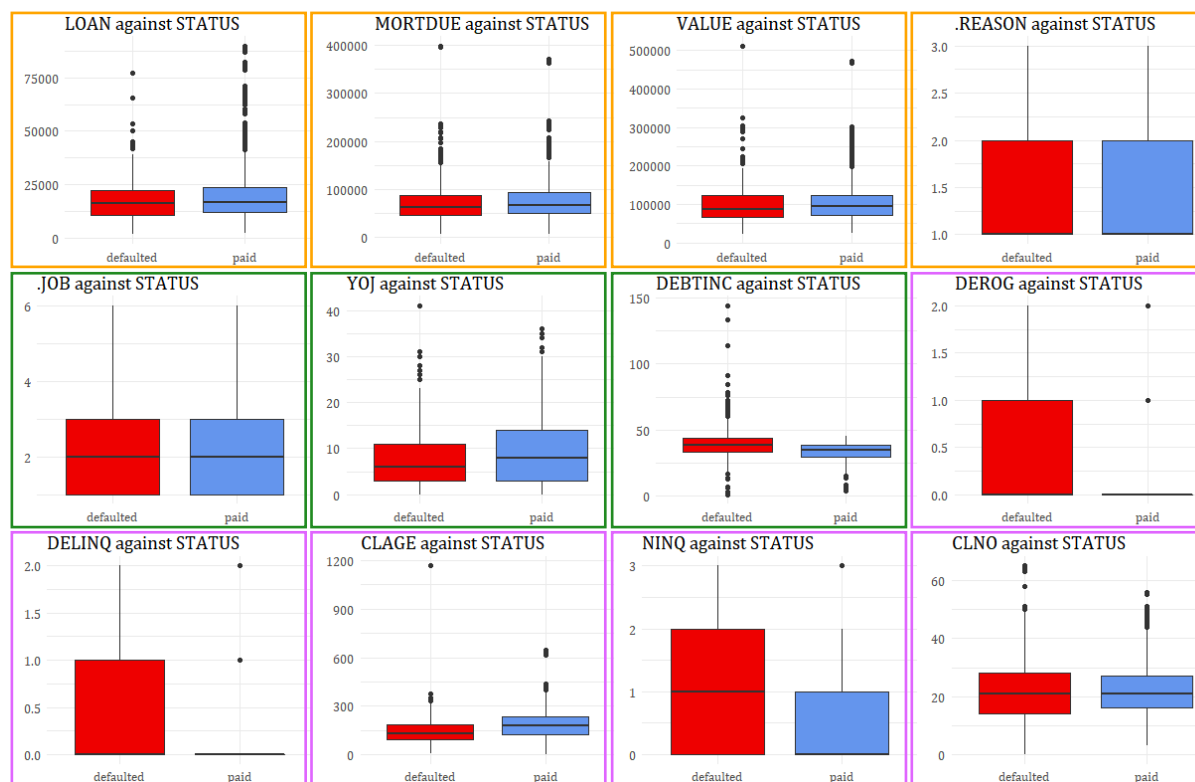 LOAN against STATUS
75000
50000
25000
0
defaulted paid
MORTDUE against STATUS
400000
300000
200000
100000
0
defaulted paid
VALUE against STATUS
500000
400000
300000
200000
100000
0
defaulted paid
.REASON against STATUS
3.0
2.5
2.0
1.5
1.0
defaulted paid
.JOB against STATUS
6
4
2
defaulted paid
YOJ against STATUS
40
30
20
10
0
defaulted paid
DEBTINC against STATUS
150
100
50
0
defaulted paid
DEROG against STATUS
2.0
1.5
1.0
0.5
0.0
defaulted paid
DELINQ against STATUS
2.0
1.5
1.0
0.5
0.0
defaulted paid
CLAGE against STATUS
1200
900
600
300
0
defaulted paid
NINQ against STATUS
3
2
1
0
defaulted paid
CLNO against STATUS
60
40
20
0
defaulted paid